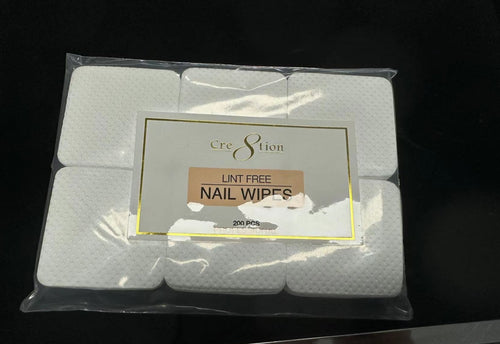 Cre8tion
LINT FREE
NAIL WIPES
200 PCS